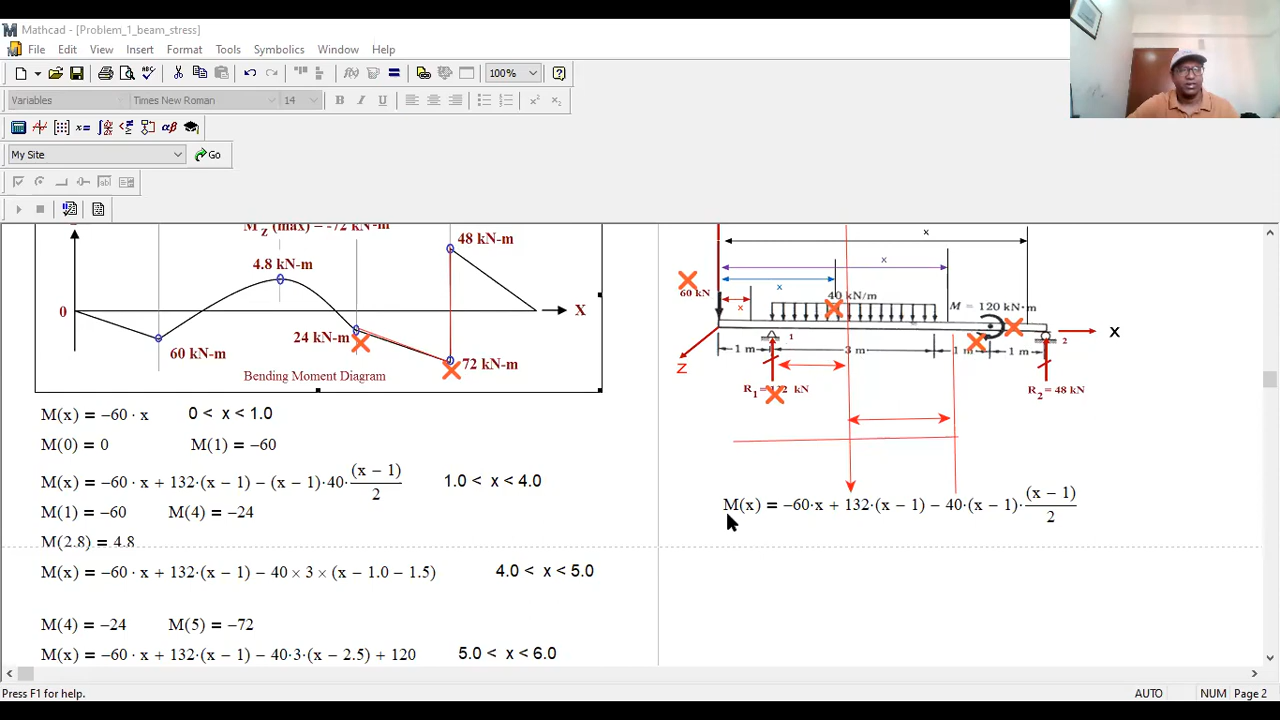 Mathcad - [Problem_1_beam_stress]
File Edit View Insert Format Tools Symbolics Window Help
100%
Variables Times New Roman 14 B I U
My Site Go
M z (max) = -72 kN-m
48 kN-m
4.8 kN-m
0
X
24 kN-m
60 kN-m
72 kN-m
Bending Moment Diagram
M(x) = −60 · x 0 < x < 1.0
M(0) = 0 M(1) = −60
M(x) = −60 · x + 132·(x − 1) − (x − 1)·40·(x − 1)/2 1.0 < x < 4.0
M(1) = −60 M(4) = −24
M(2.8) = 4.8
M(x) = −60 · x + 132·(x − 1) − 40 × 3 × (x − 1.0 − 1.5) 4.0 < x < 5.0
M(4) = −24 M(5) = −72
M(x) = −60 · x + 132·(x − 1) − 40·3·(x − 2.5) + 120 5.0 < x < 6.0
x
x
x
x
60 kN
40 kN/m
M = 120 kN·m
x
1
2
1 m 3 m 1 m 1 m
z
R1 = kN
R2 = 48 kN
M(x) = −60·x + 132·(x − 1) − 40·(x − 1)·(x − 1)/2
Press F1 for help.
AUTO NUM Page 2